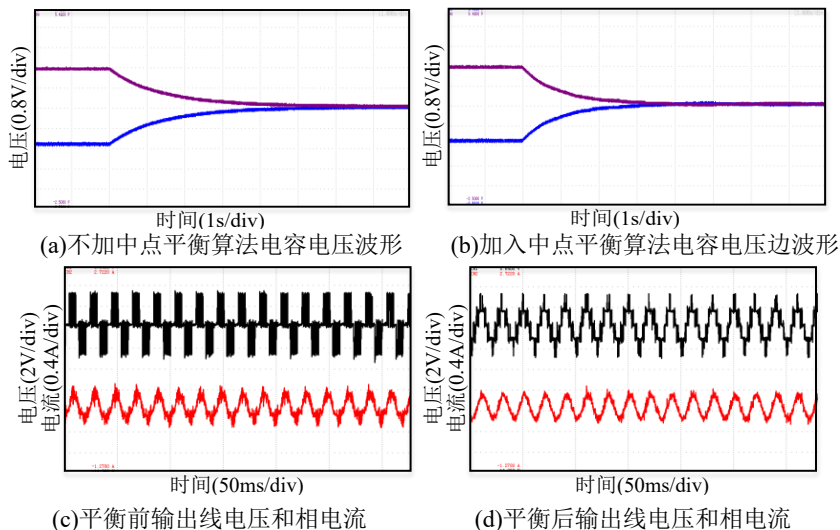 电压(0.8V/div)
时间(1s/div)
(a)不加中点平衡算法电容电压波形
电压(0.8V/div)
时间(1s/div)
(b)加入中点平衡算法电容电压边波形
电压(2V/div)
电流(0.4A/div)
时间(50ms/div)
(c)平衡前输出线电压和相电流
电压(2V/div)
电流(0.4A/div)
时间(50ms/div)
(d)平衡后输出线电压和相电流